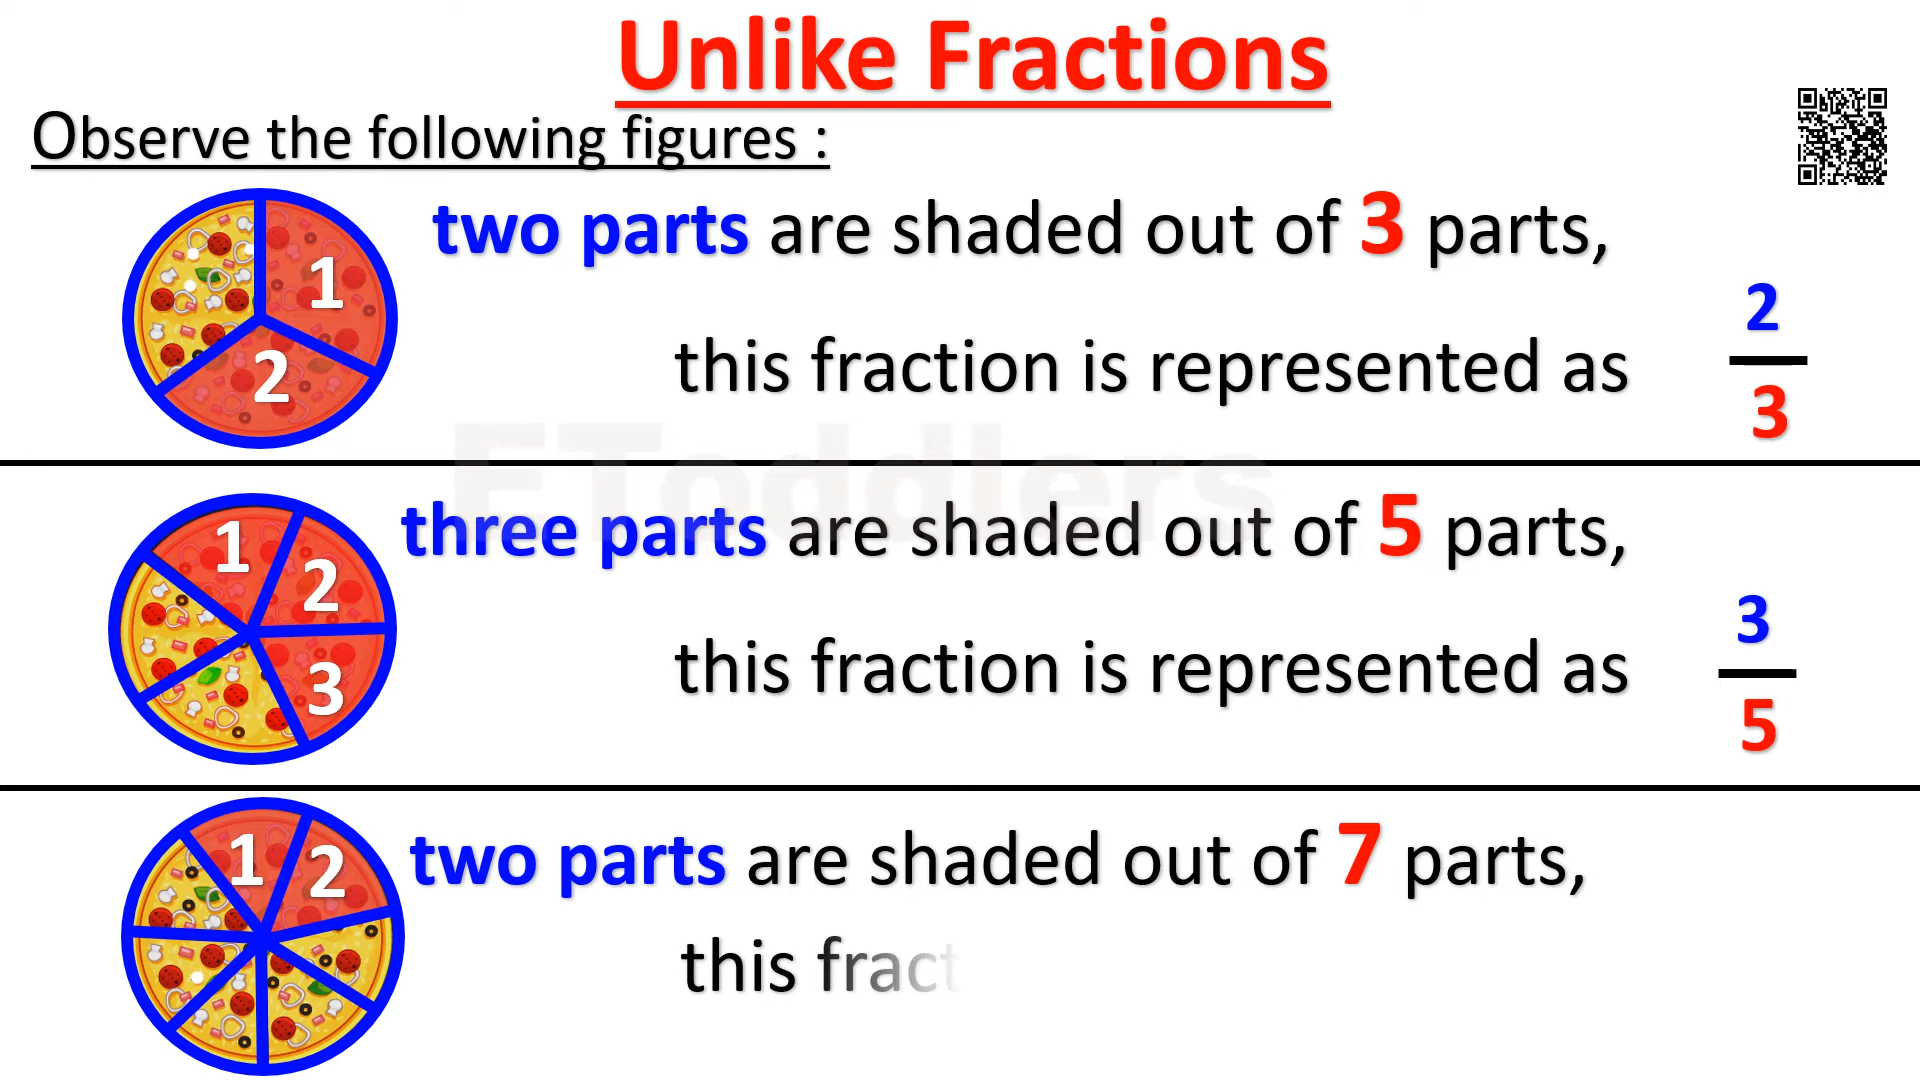 Unlike Fractions
Observe the following figures :
1
2
two parts are shaded out of 3 parts,
this fraction is represented as
2
3
EToddlers
1
2
3
three parts are shaded out of 5 parts,
this fraction is represented as
3
5
1
2
two parts are shaded out of 7 parts,
this fract